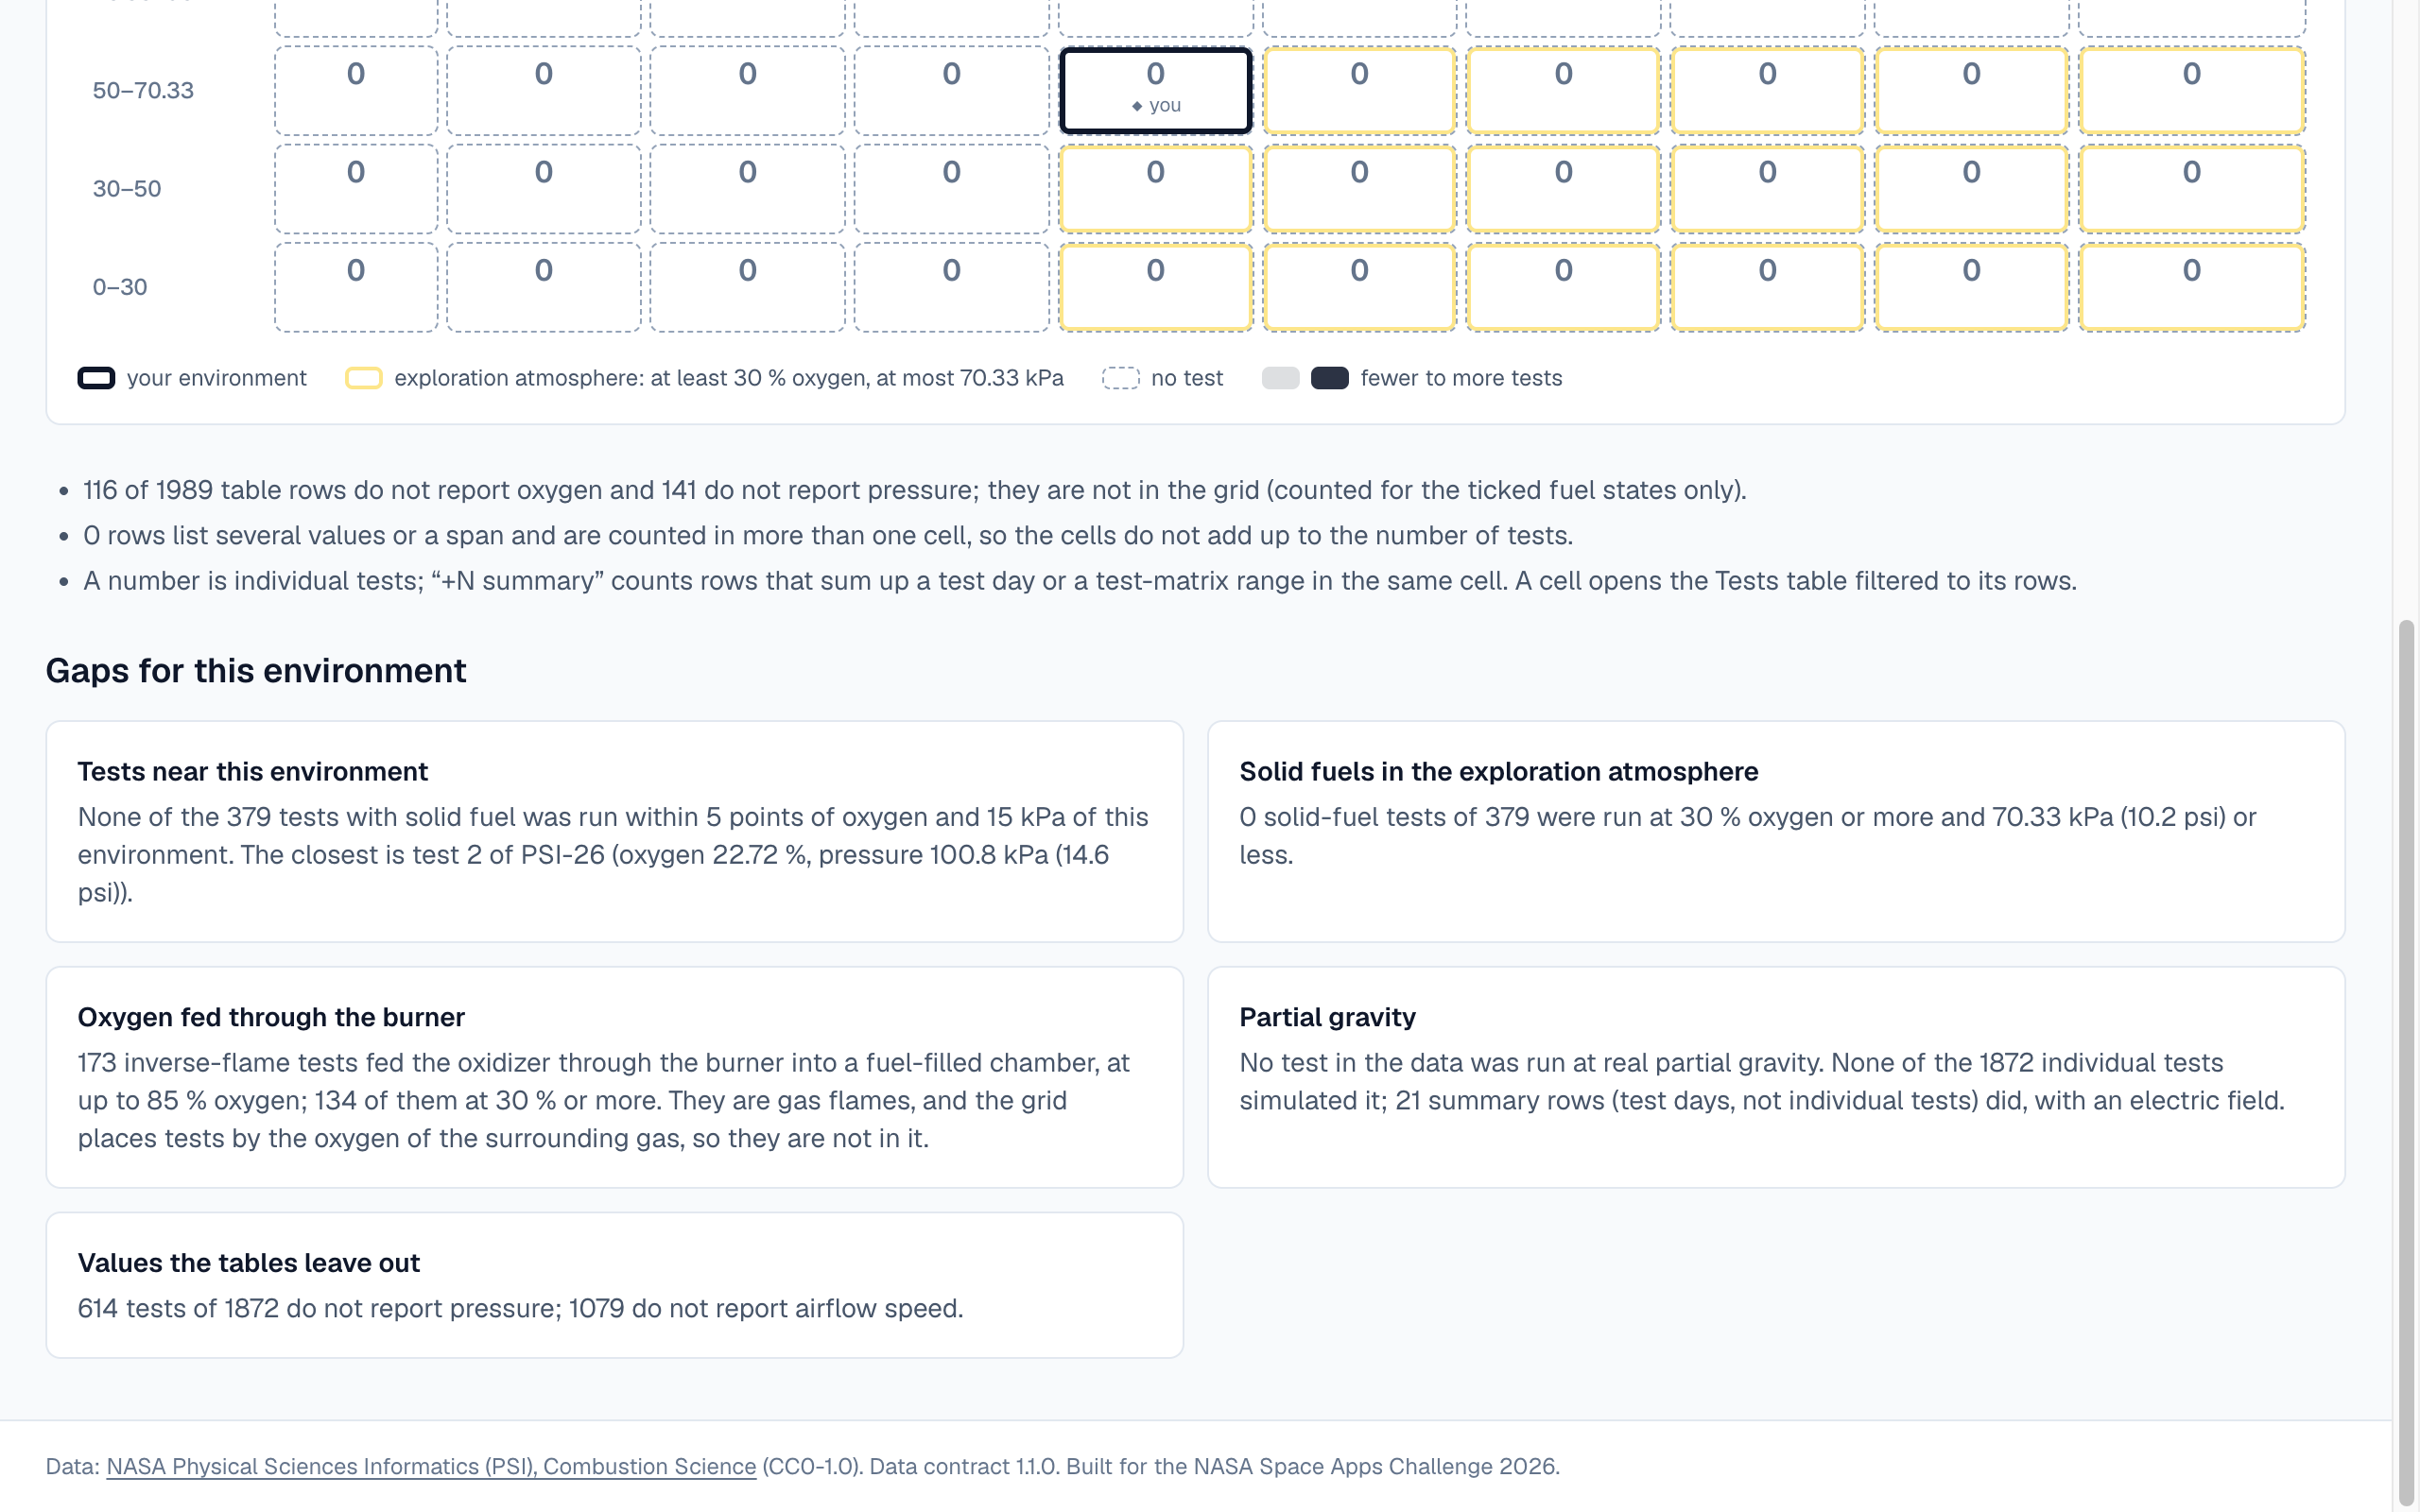 50–70.33 0 0 0 0 0 0 0 0 0 0
◆ you
30–50 0 0 0 0 0 0 0 0 0 0
0–30 0 0 0 0 0 0 0 0 0 0
your environment exploration atmosphere: at least 30 % oxygen, at most 70.33 kPa no test fewer to more tests
• 116 of 1989 table rows do not report oxygen and 141 do not report pressure; they are not in the grid (counted for the ticked fuel states only).
• 0 rows list several values or a span and are counted in more than one cell, so the cells do not add up to the number of tests.
• A number is individual tests; “+N summary” counts rows that sum up a test day or a test-matrix range in the same cell. A cell opens the Tests table filtered to its rows.
Gaps for this environment
Tests near this environment
None of the 379 tests with solid fuel was run within 5 points of oxygen and 15 kPa of this
environment. The closest is test 2 of PSI-26 (oxygen 22.72 %, pressure 100.8 kPa (14.6
psi)).
Solid fuels in the exploration atmosphere
0 solid-fuel tests of 379 were run at 30 % oxygen or more and 70.33 kPa (10.2 psi) or
less.
Oxygen fed through the burner
173 inverse-flame tests fed the oxidizer through the burner into a fuel-filled chamber, at
up to 85 % oxygen; 134 of them at 30 % or more. They are gas flames, and the grid
places tests by the oxygen of the surrounding gas, so they are not in it.
Partial gravity
No test in the data was run at real partial gravity. None of the 1872 individual tests
simulated it; 21 summary rows (test days, not individual tests) did, with an electric field.
Values the tables leave out
614 tests of 1872 do not report pressure; 1079 do not report airflow speed.
Data: NASA Physical Sciences Informatics (PSI), Combustion Science (CC0-1.0). Data contract 1.1.0. Built for the NASA Space Apps Challenge 2026.